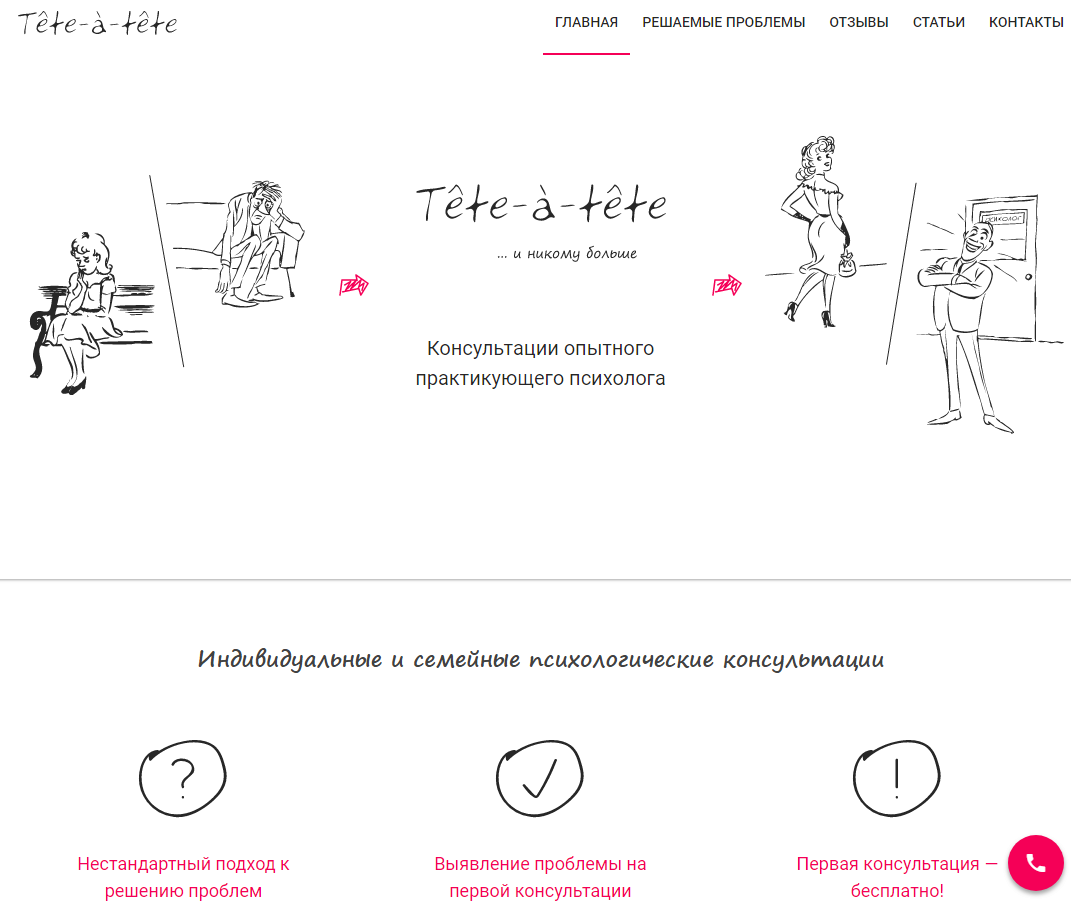 Tête-à-tête
ГЛАВНАЯ РЕШАЕМЫЕ ПРОБЛЕМЫ ОТЗЫВЫ СТАТЬИ КОНТАКТЫ
ПСИХОЛОГ
Tête-à-tête
... и никому больше
Консультации опытного
практикующего психолога
Индивидуальные и семейные психологические консультации
?
!
Нестандартный подход к
решению проблем
Выявление проблемы на
первой консультации
Первая консультация —
бесплатно!